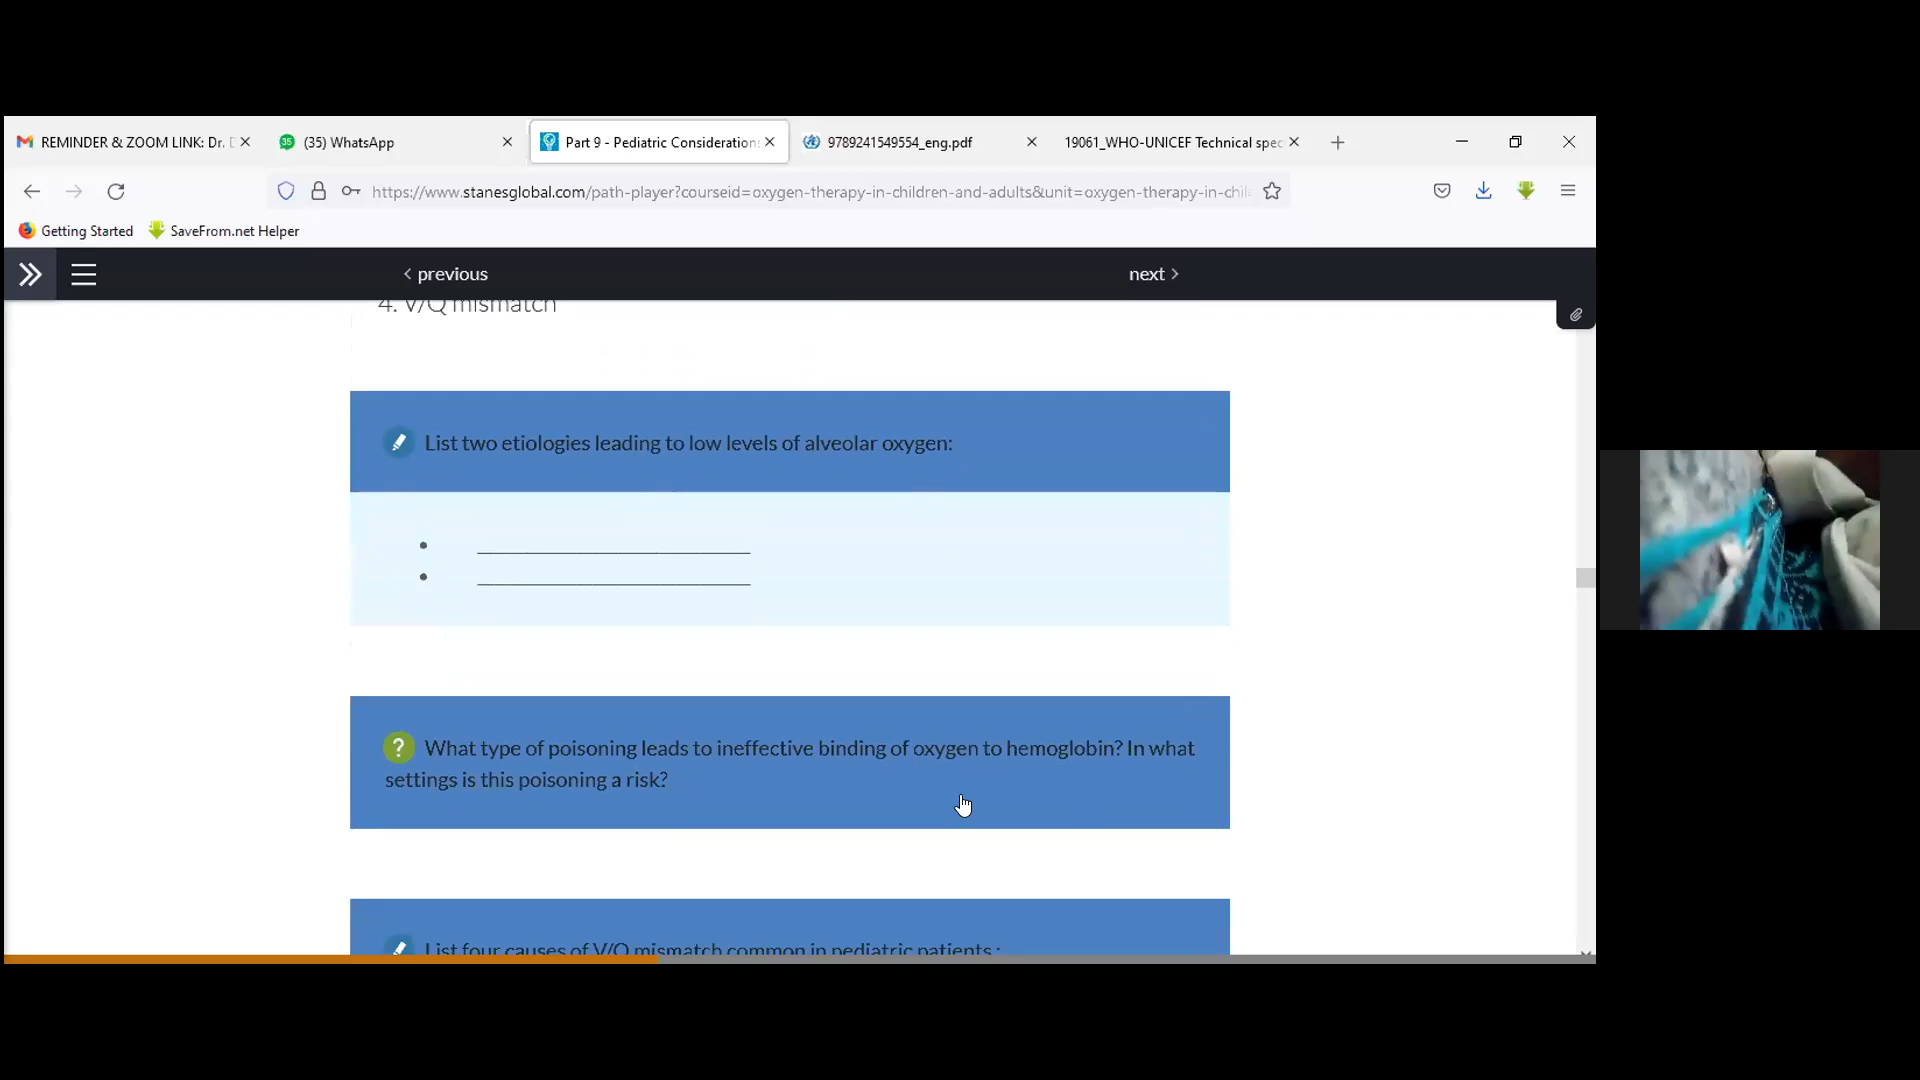 REMINDER & ZOOM LINK: Dr. D
35
(35) WhatsApp
Part 9 - Pediatric Consideration
9789241549554_eng.pdf
19061_WHO-UNICEF Technical spec
https://www.stanesglobal.com/path-player?courseid=oxygen-therapy-in-children-and-adults&unit=oxygen-therapy-in-chil
Getting Started
SaveFrom.net Helper
previous
next
4. V/Q mismatch
List two etiologies leading to low levels of alveolar oxygen:
? What type of poisoning leads to ineffective binding of oxygen to hemoglobin? In what
settings is this poisoning a risk?
List four causes of V/Q mismatch common in pediatric patients :